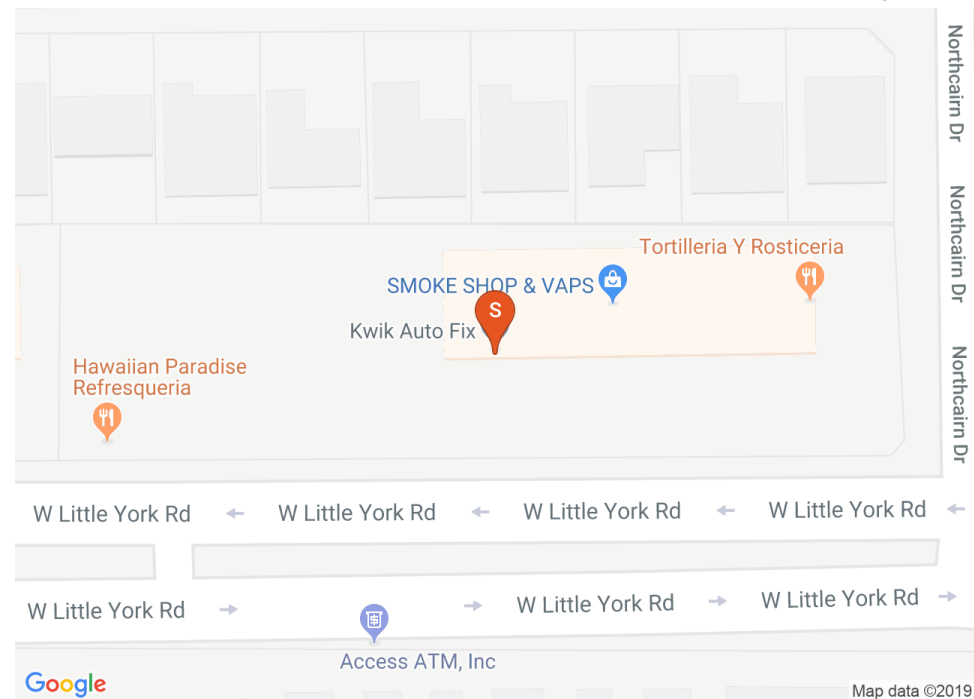 Northcairn Dr
Northcairn Dr
Tortilleria Y Rosticeria
SMOKE SHOP & VAPS
S
Kwik Auto Fix
Northcairn Dr
Hawaiian Paradise
Refresqueria
W Little York Rd
W Little York Rd
W Little York Rd
W Little York Rd
W Little York Rd
W Little York Rd
W Little York Rd
$
Access ATM, Inc
Google
Map data ©2019